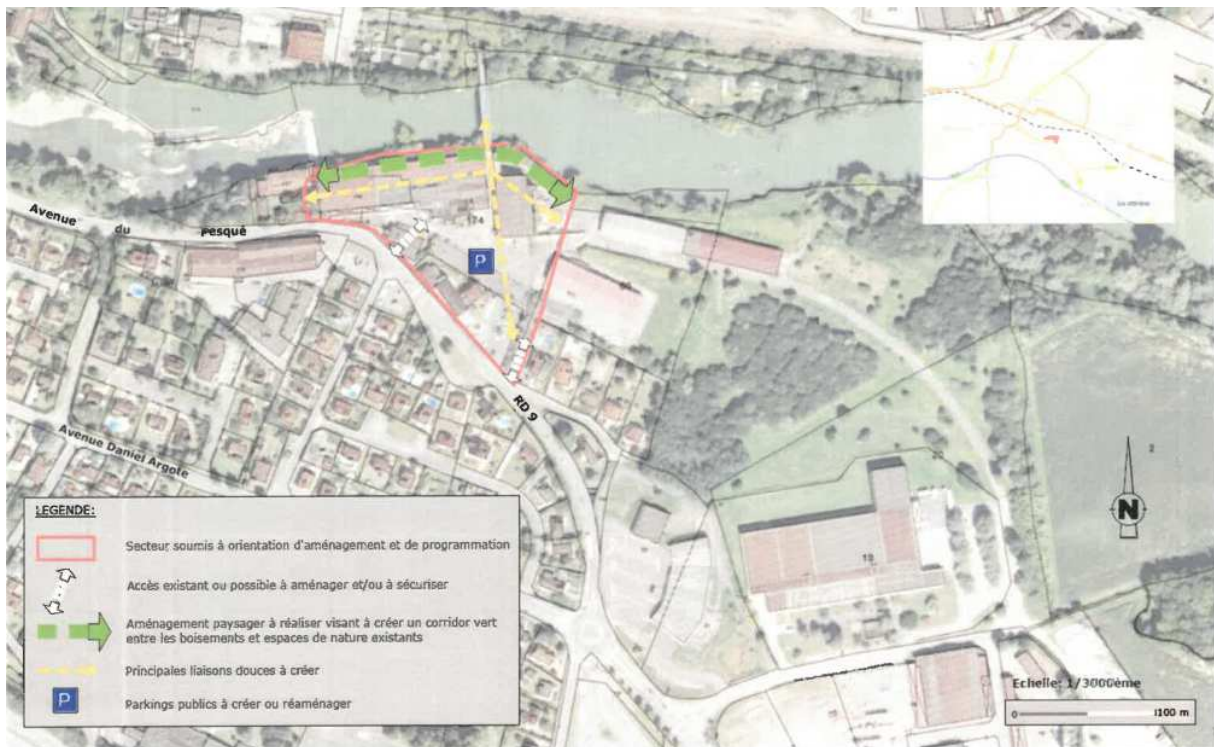 Avenue du Pesqué
174
P
RD 9
Avenue Daniel Argote
2
N
LEGENDE:
Secteur soumis à orientation d'aménagement et de programmation
Accès existant ou possible à aménager et/ou à sécuriser
Aménagement paysager à réaliser visant à créer un corridor vert
entre les boisements et espaces de nature existants
Principales liaisons douces à créer
P
Parkings publics à créer ou réaménager
Echelle: 1/3000ème
0 100 m